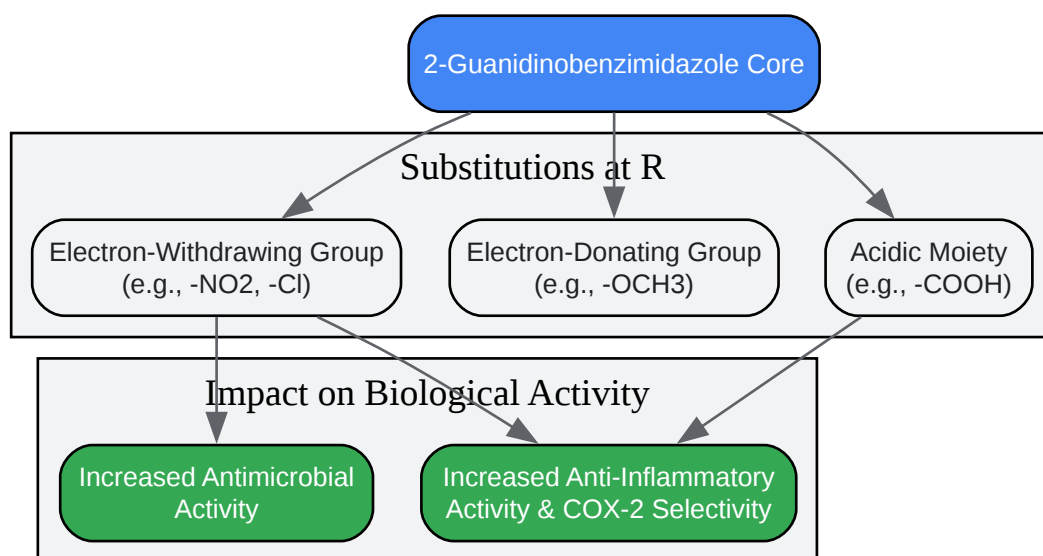 2-Guanidinobenzimidazole Core
Substitutions at R
Electron-Withdrawing Group
(e.g., -NO2, -Cl)
Electron-Donating Group
(e.g., -OCH3)
Acidic Moiety
(e.g., -COOH)
Impact on Biological Activity
Increased Antimicrobial
Activity
Increased Anti-Inflammatory
Activity & COX-2 Selectivity